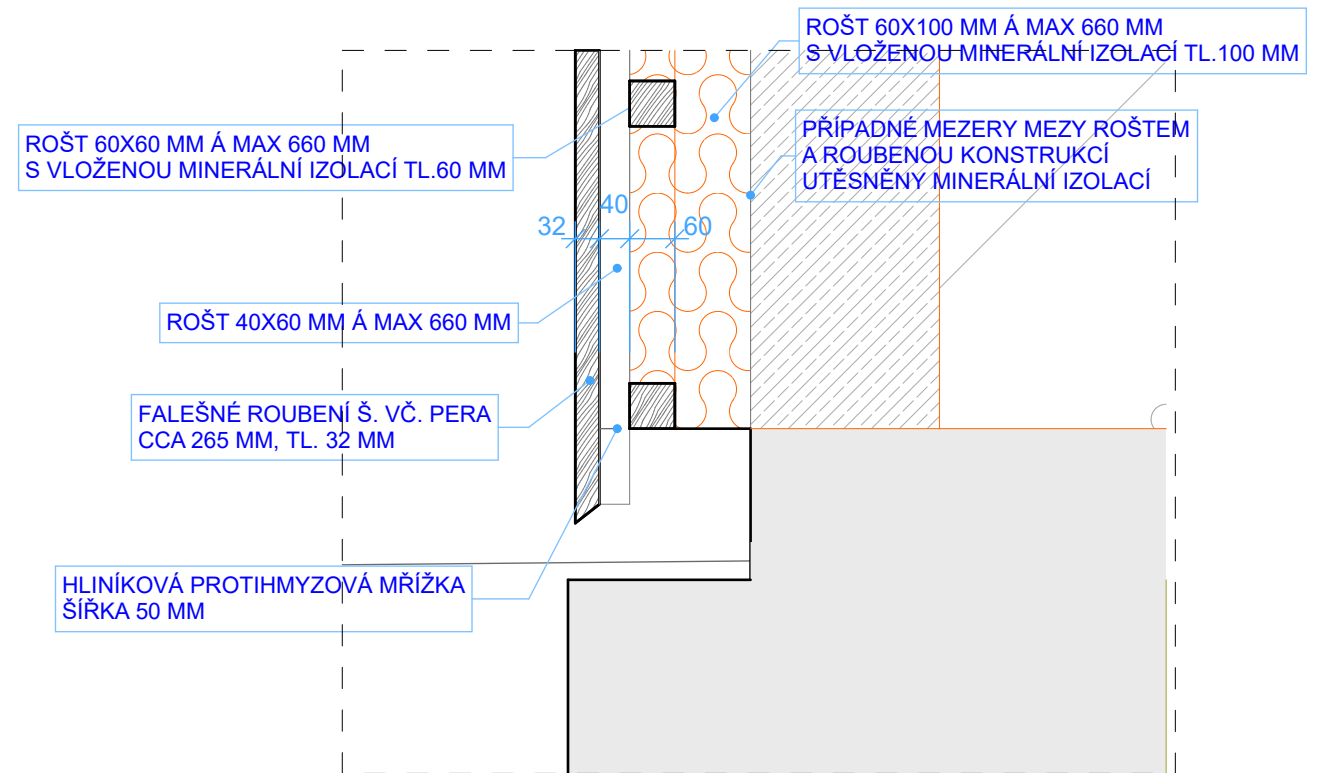 ROŠT 60X100 MM Á MAX 660 MM
S VLOŽENOU MINERÁLNÍ IZOLACÍ TL.100 MM
ROŠT 60X60 MM Á MAX 660 MM
S VLOŽENOU MINERÁLNÍ IZOLACÍ TL.60 MM
PŘÍPADNÉ MEZERY MEZY ROŠTEM
A ROUBENOU KONSTRUKCÍ
UTĚSNĚNY MINERÁLNÍ IZOLACÍ
32
40
60
ROŠT 40X60 MM Á MAX 660 MM
FALEŠNÉ ROUBENÍ Š. VČ. PERA
CCA 265 MM, TL. 32 MM
HLINÍKOVÁ PROTIHMYZOVÁ MŘÍŽKA
ŠÍŘKA 50 MM